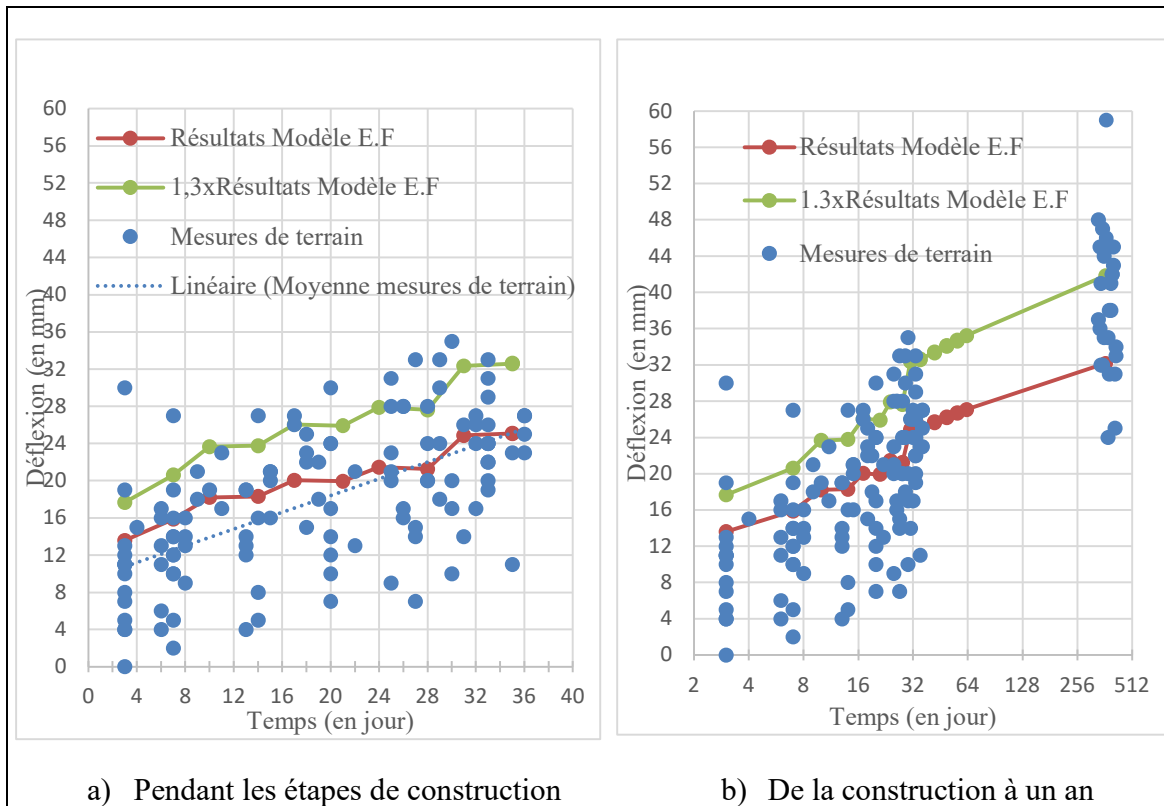 60
56
52
48
44
40
36
32
28
24
20
16
12
8
4
0
Déflexion (en mm)
Résultats Modèle E.F
1,3xRésultats Modèle E.F
Mesures de terrain
Linéaire (Moyenne mesures de terrain)
0 4 8 12 16 20 24 28 32 36 40
Temps (en jour)
a) Pendant les étapes de construction
60
56
52
48
44
40
36
32
28
24
20
16
12
8
4
0
Déflexion (en mm)
Résultats Modèle E.F
1.3xRésultats Modèle E.F
Mesures de terrain
2 4 8 16 32 64 128 256 512
Temps (en jour)
b) De la construction à un an